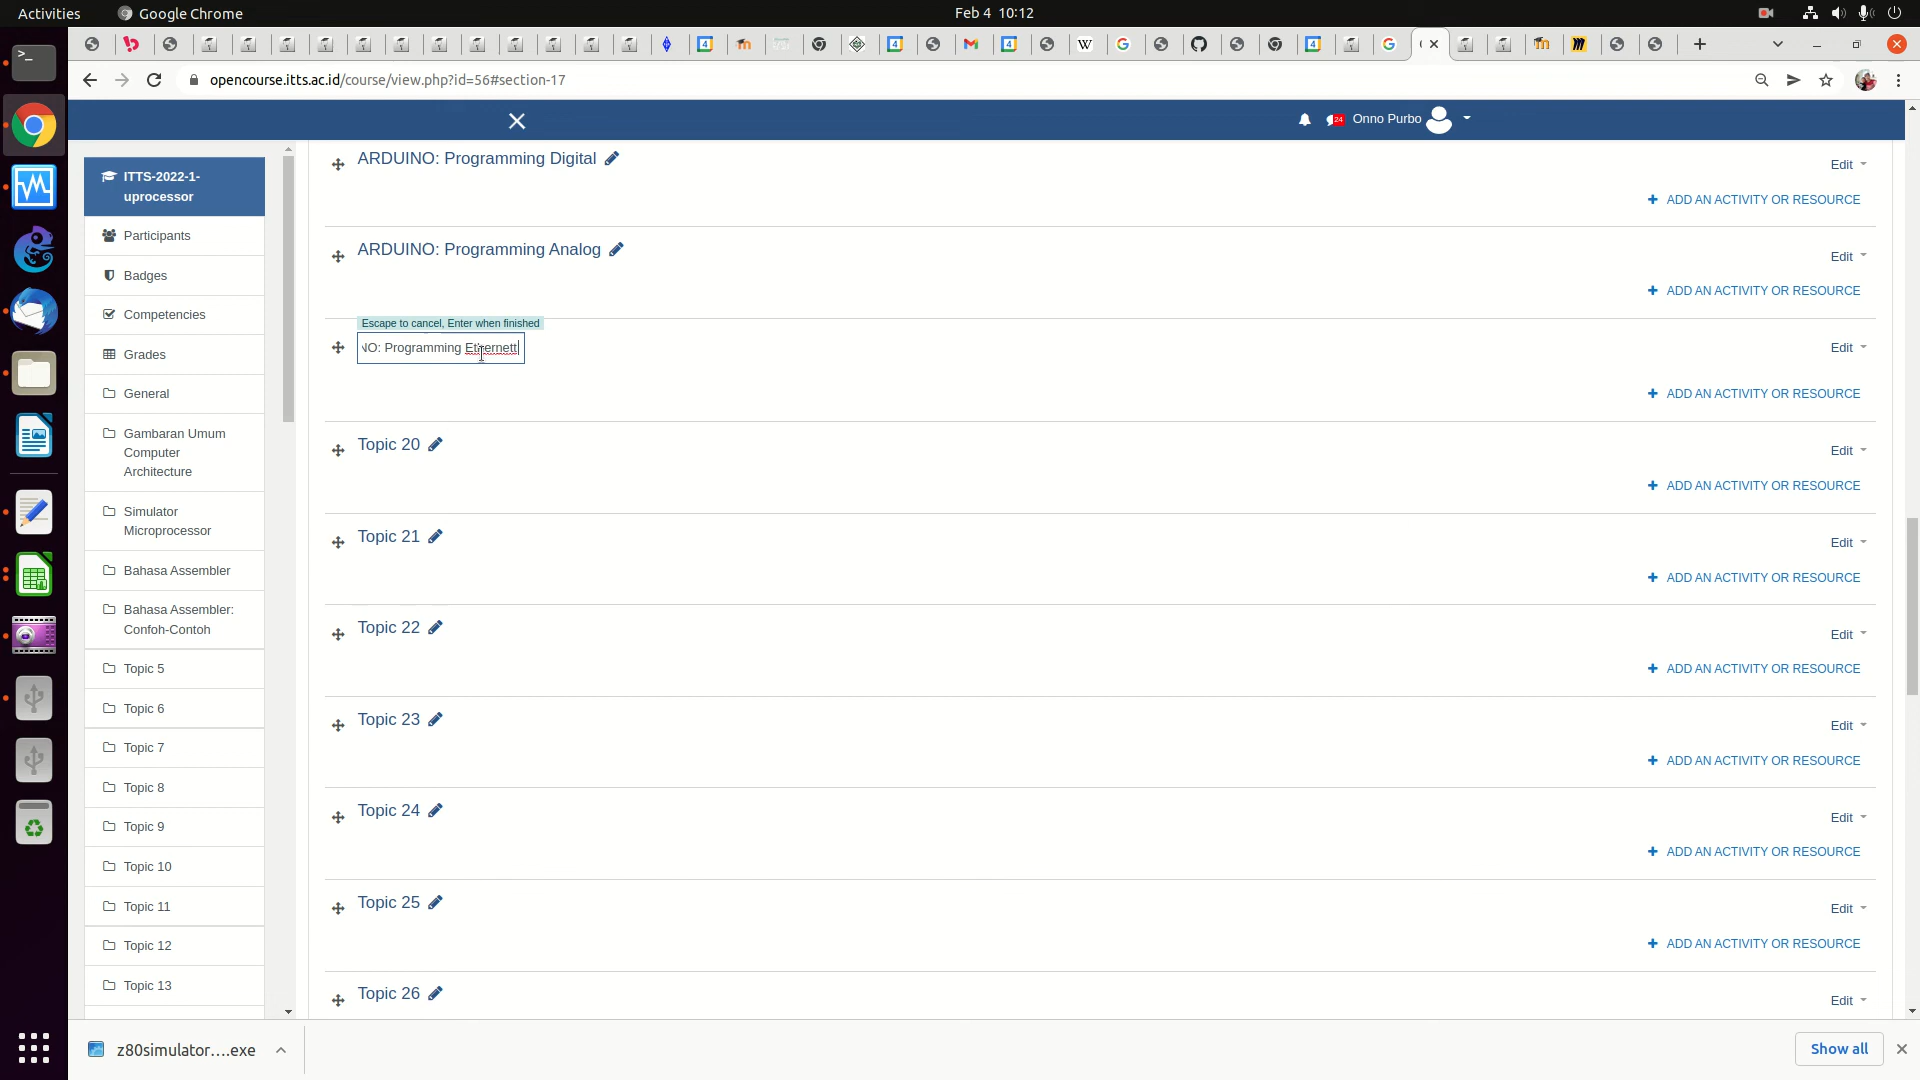 Activities
Google Chrome
Feb 4 10:12
opencourse.itts.ac.id/course/view.php?id=56#section-17
24
Onno Purbo
ITTS-2022-1-
uprocessor
Participants
Badges
Competencies
Grades
General
Gambaran Umum
Computer
Architecture
Simulator
Microprocessor
Bahasa Assembler
Bahasa Assembler:
Confoh-Contoh
Topic 5
Topic 6
Topic 7
Topic 8
Topic 9
Topic 10
Topic 11
Topic 12
Topic 13
ARDUINO: Programming Digital
Edit
ADD AN ACTIVITY OR RESOURCE
ARDUINO: Programming Analog
Edit
ADD AN ACTIVITY OR RESOURCE
Escape to cancel, Enter when finished
NO: Programming Ethernett
Edit
ADD AN ACTIVITY OR RESOURCE
Topic 20
Edit
ADD AN ACTIVITY OR RESOURCE
Topic 21
Edit
ADD AN ACTIVITY OR RESOURCE
Topic 22
Edit
ADD AN ACTIVITY OR RESOURCE
Topic 23
Edit
ADD AN ACTIVITY OR RESOURCE
Topic 24
Edit
ADD AN ACTIVITY OR RESOURCE
Topic 25
Edit
ADD AN ACTIVITY OR RESOURCE
Topic 26
Edit
z80simulator....exe
Show all